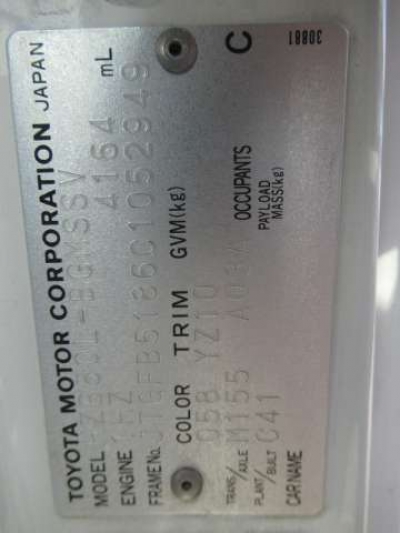 TOYOTA MOTOR CORPORATION JAPAN
MODEL
ENGINE 1HZ 4164 mL
FRAME No. JTGFB518601052949
COLOR TRIM GVM(kg)
058 YZ10
TRANS/AXLE M155
PLANT/BUILT C41
CAR NAME
OCCUPANTS
PAYLOAD MASS(kg)
C
30881